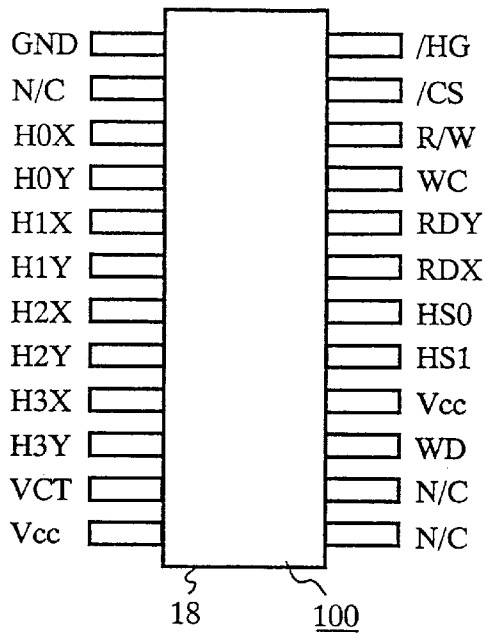 GND /HG
N/C /CS
H0X R/W
H0Y WC
H1X RDY
H1Y RDX
H2X HS0
H2Y HS1
H3X Vcc
H3Y WD
VCT N/C
Vcc N/C
18 100